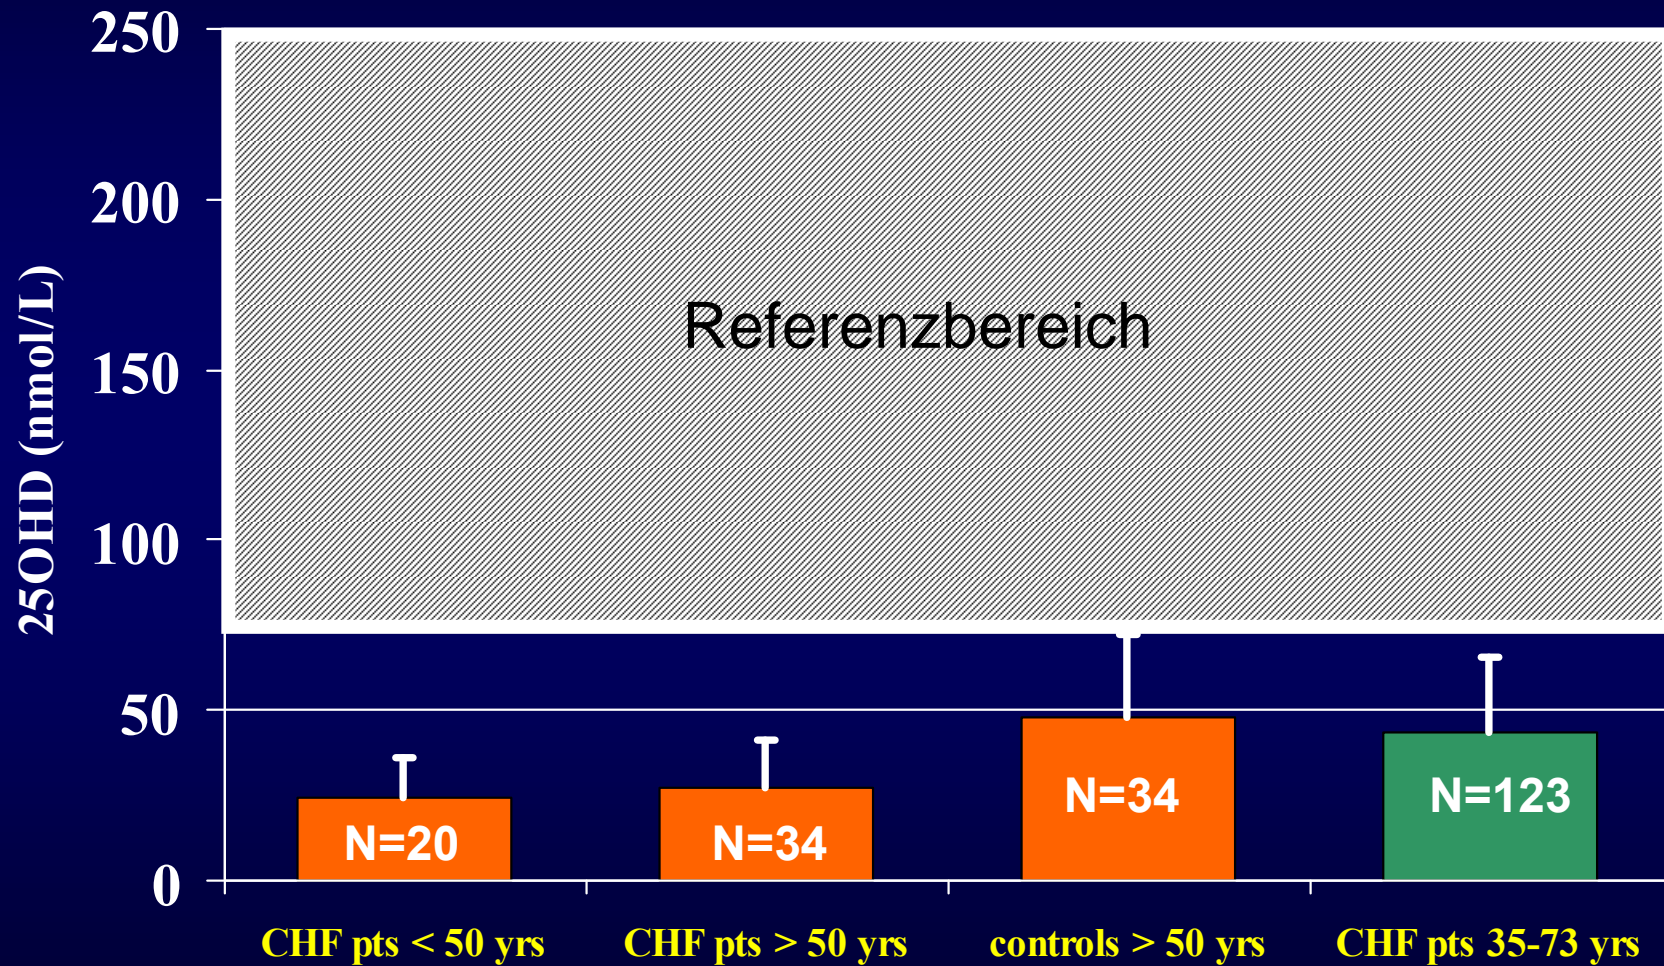 250
200
150
100
50
0
25OHD (nmol/L)
Referenzbereich
N=20
N=34
N=34
N=123
CHF pts < 50 yrs
CHF pts > 50 yrs
controls > 50 yrs
CHF pts 35-73 yrs